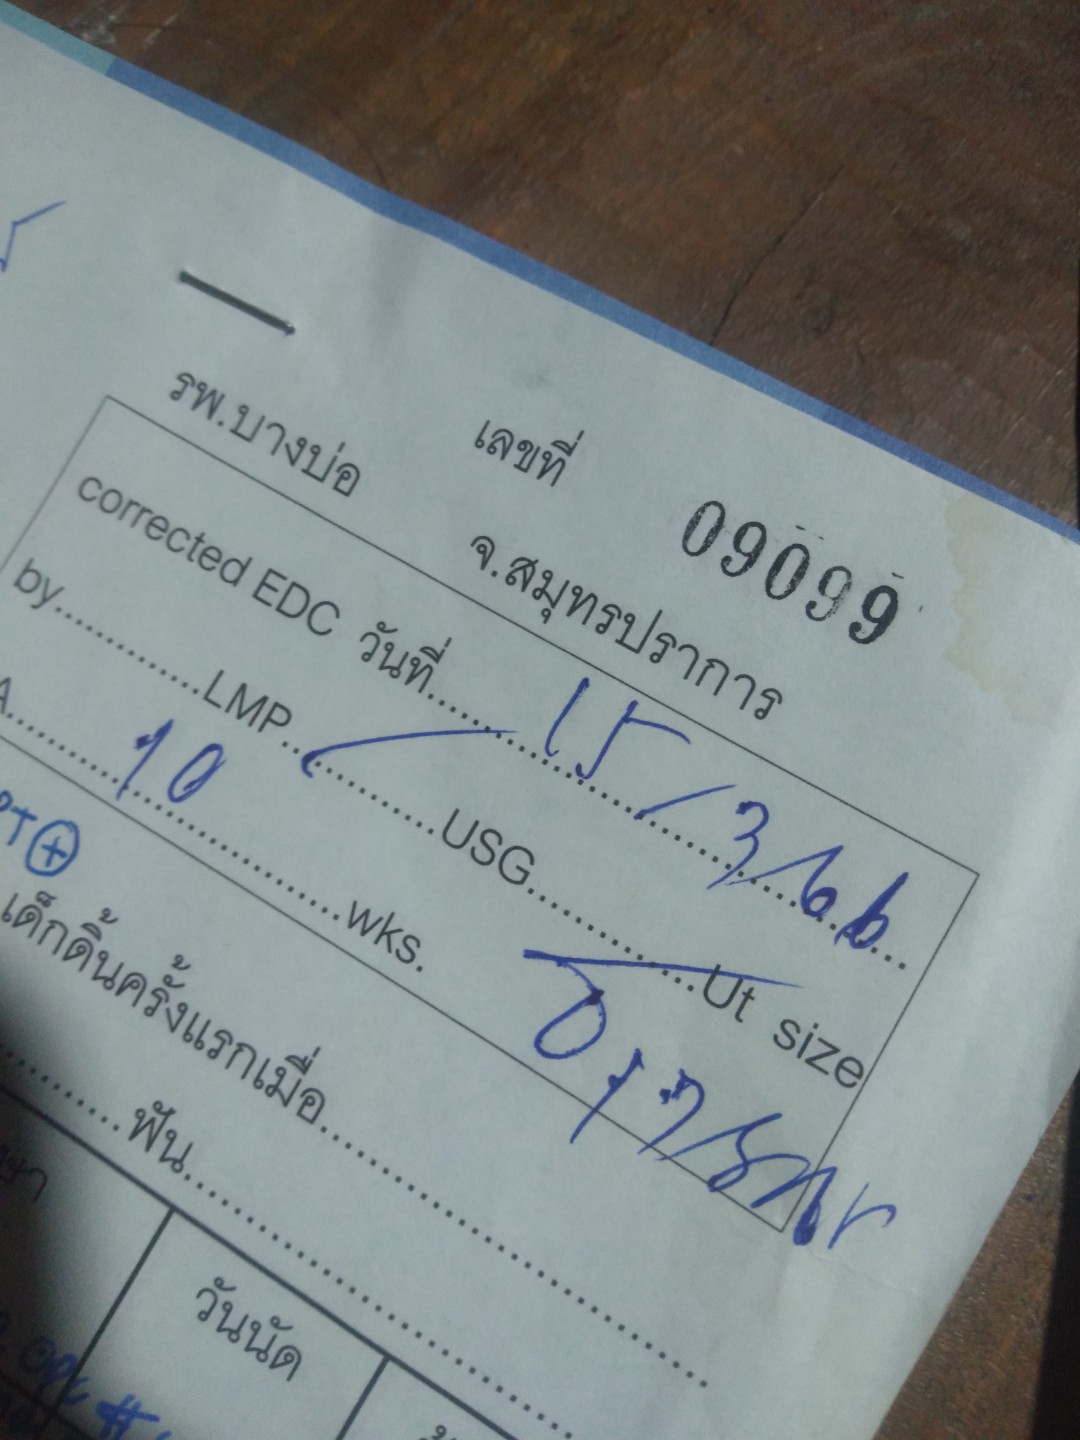 เลขที่ 09099
รพ.บางบ่อ จ.สมุทรปราการ
corrected EDC วันที่ 15/3/66
by LMP USG Ut size
10 wks.
PT +
เด็กดิ้นครั้งแรกเมื่อ
ฟัน
วันนัด